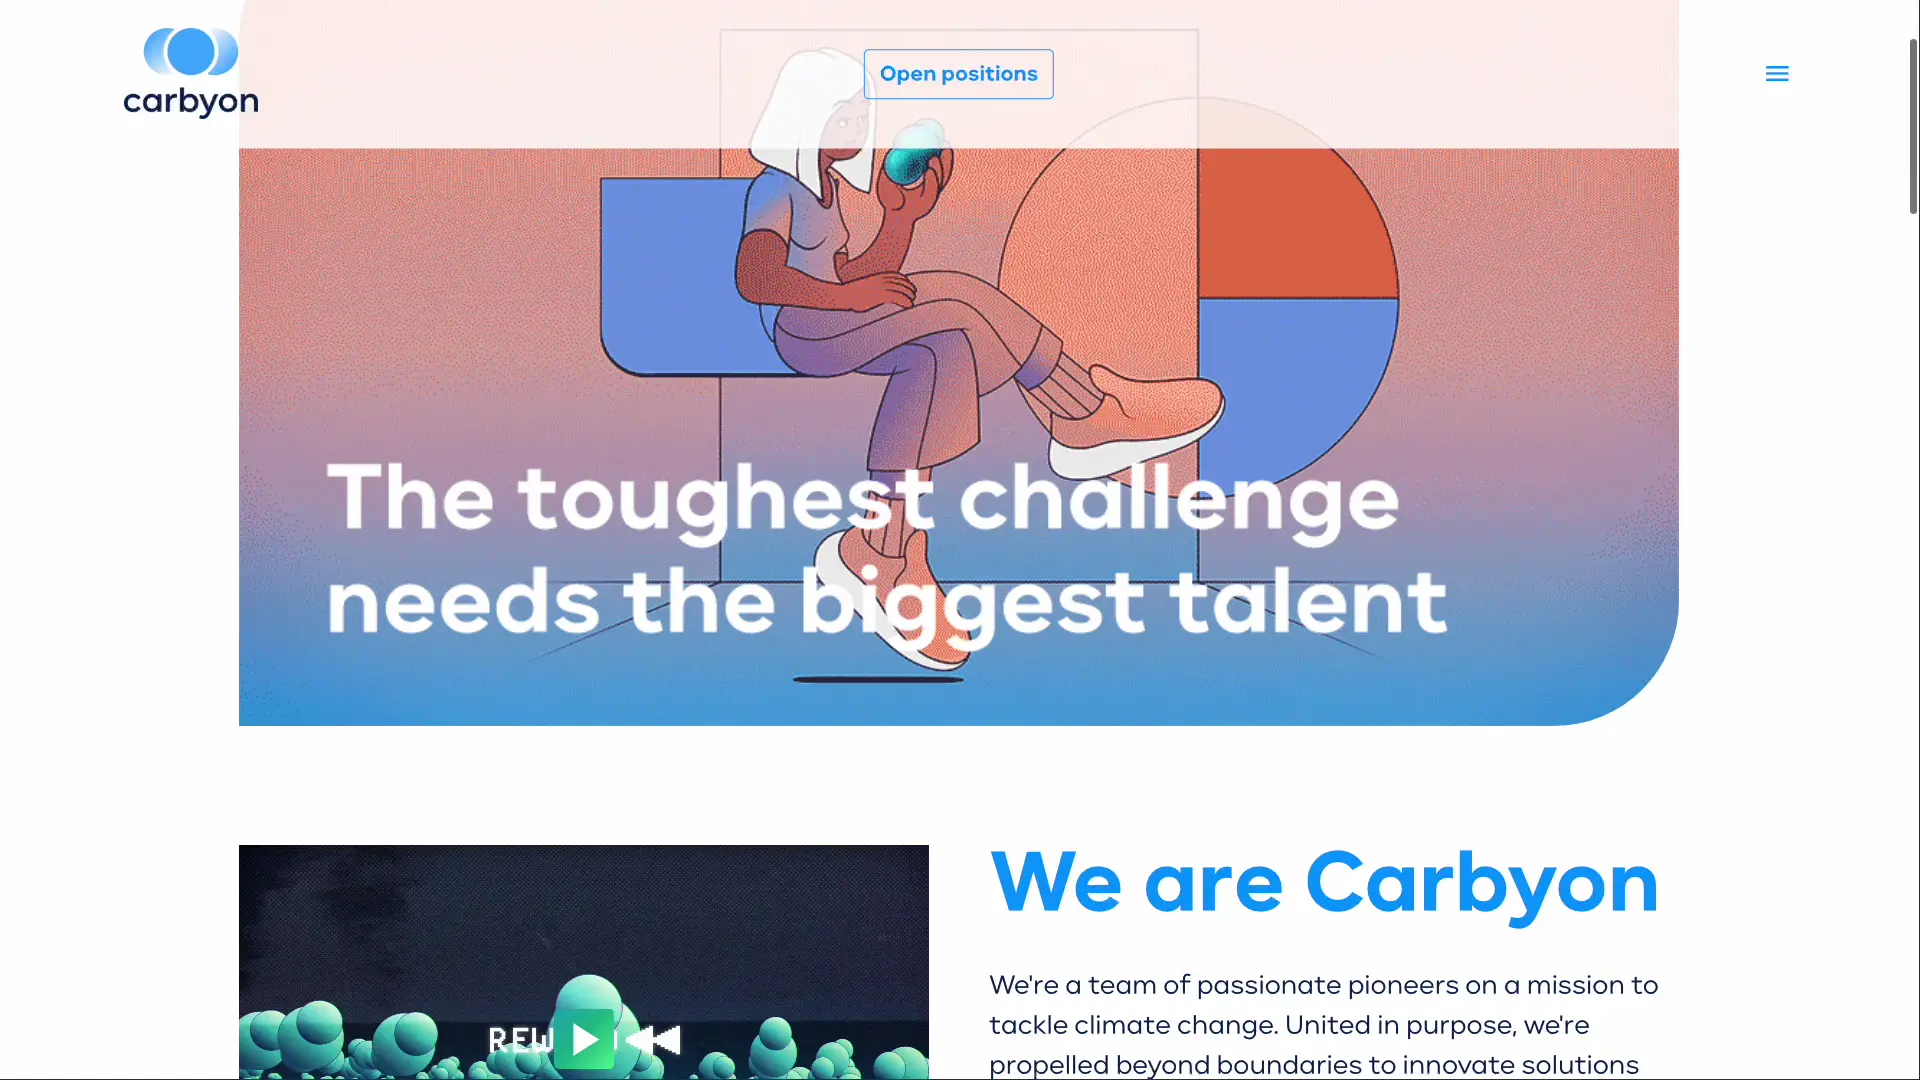 carbyon
Open positions
The toughest challenge
needs the biggest talent
We are Carbyon
We're a team of passionate pioneers on a mission to
tackle climate change. United in purpose, we're
propelled beyond boundaries to innovate solutions